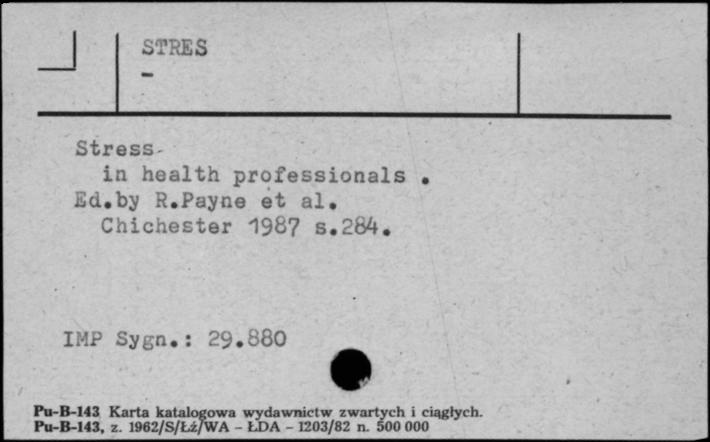 STRES
-
Stress
in health professionals .
Ed.by R.Payne et al.
Chichester 1987 s.284.
IMP Sygn.: 29.880
Pu-B-143 Karta katalogowa wydawnictw zwartych i ciągłych.
Pu-B-143, z. 1962/S/Łź/WA – ŁDA – 1203/82 n. 500 000